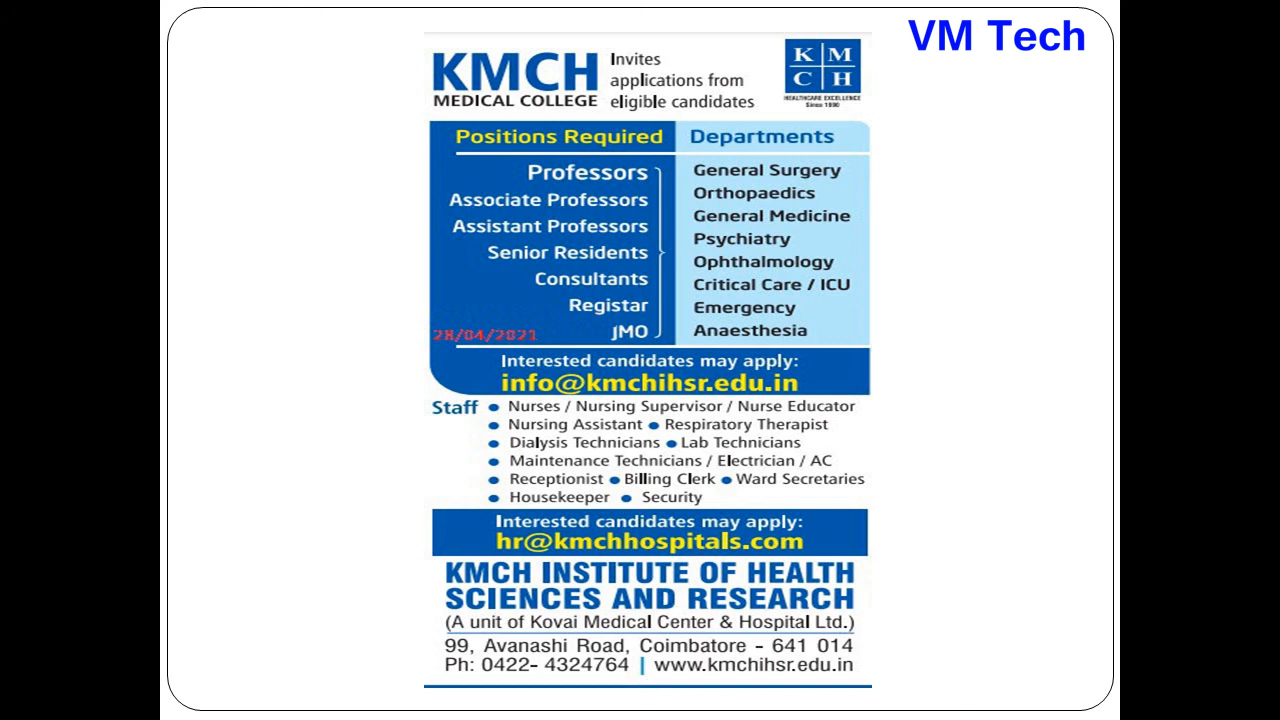 VM Tech
KMCH
MEDICAL COLLEGE
Invites
applications from
eligible candidates
K M
C H
HEALTHCARE EXCELLENCE
Since 1990
Positions Required
Professors
Associate Professors
Assistant Professors
Senior Residents
Consultants
Registar
JMO
28/04/2021
Departments
General Surgery
Orthopaedics
General Medicine
Psychiatry
Ophthalmology
Critical Care / ICU
Emergency
Anaesthesia
Interested candidates may apply:
info@kmchihsr.edu.in
Staff • Nurses / Nursing Supervisor / Nurse Educator
• Nursing Assistant • Respiratory Therapist
• Dialysis Technicians • Lab Technicians
• Maintenance Technicians / Electrician / AC
• Receptionist • Billing Clerk • Ward Secretaries
• Housekeeper • Security
Interested candidates may apply:
hr@kmchhospitals.com
KMCH INSTITUTE OF HEALTH
SCIENCES AND RESEARCH
(A unit of Kovai Medical Center & Hospital Ltd.)
99, Avanashi Road, Coimbatore - 641 014
Ph: 0422- 4324764 | www.kmchihsr.edu.in